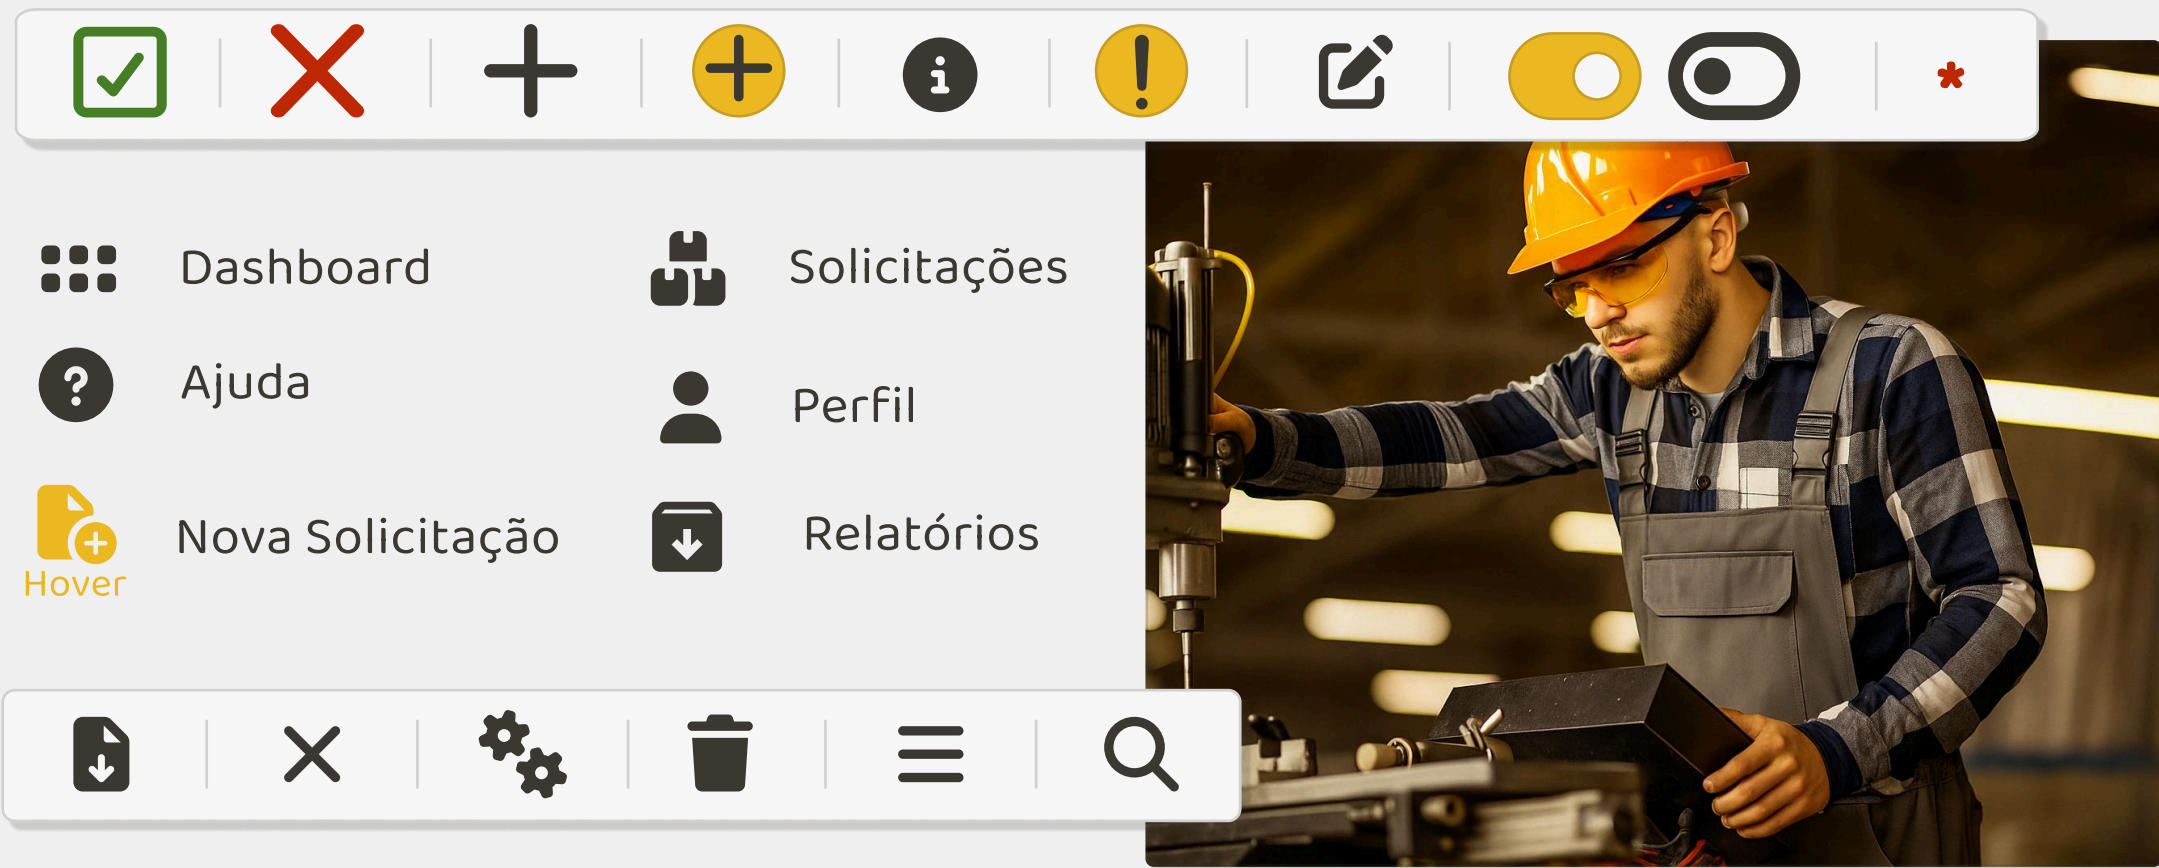 Dashboard
Solicitações
Ajuda
Perfil
Nova Solicitação
Relatórios
Hover